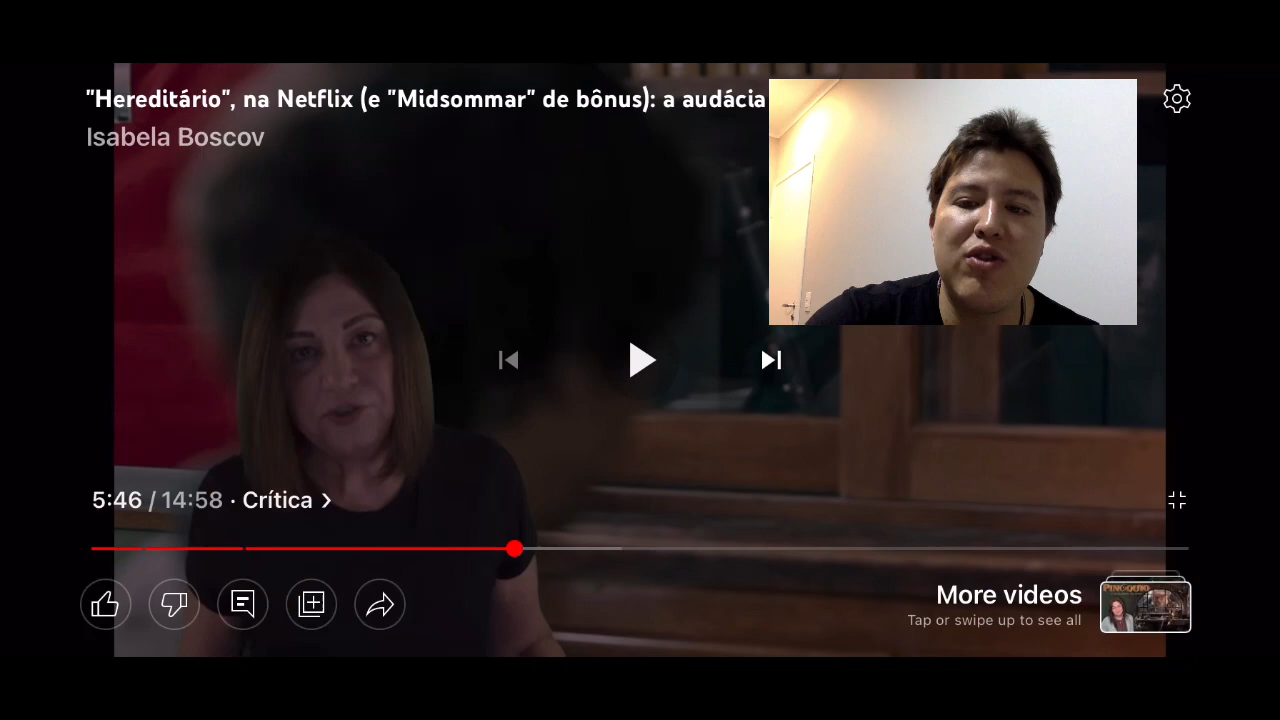 "Hereditário", na Netflix (e "Midsommar" de bônus): a audácia
Isabela Boscov
5:46 / 14:58 · Crítica >
More videos
Tap or swipe up to see all
PINÓQUIO